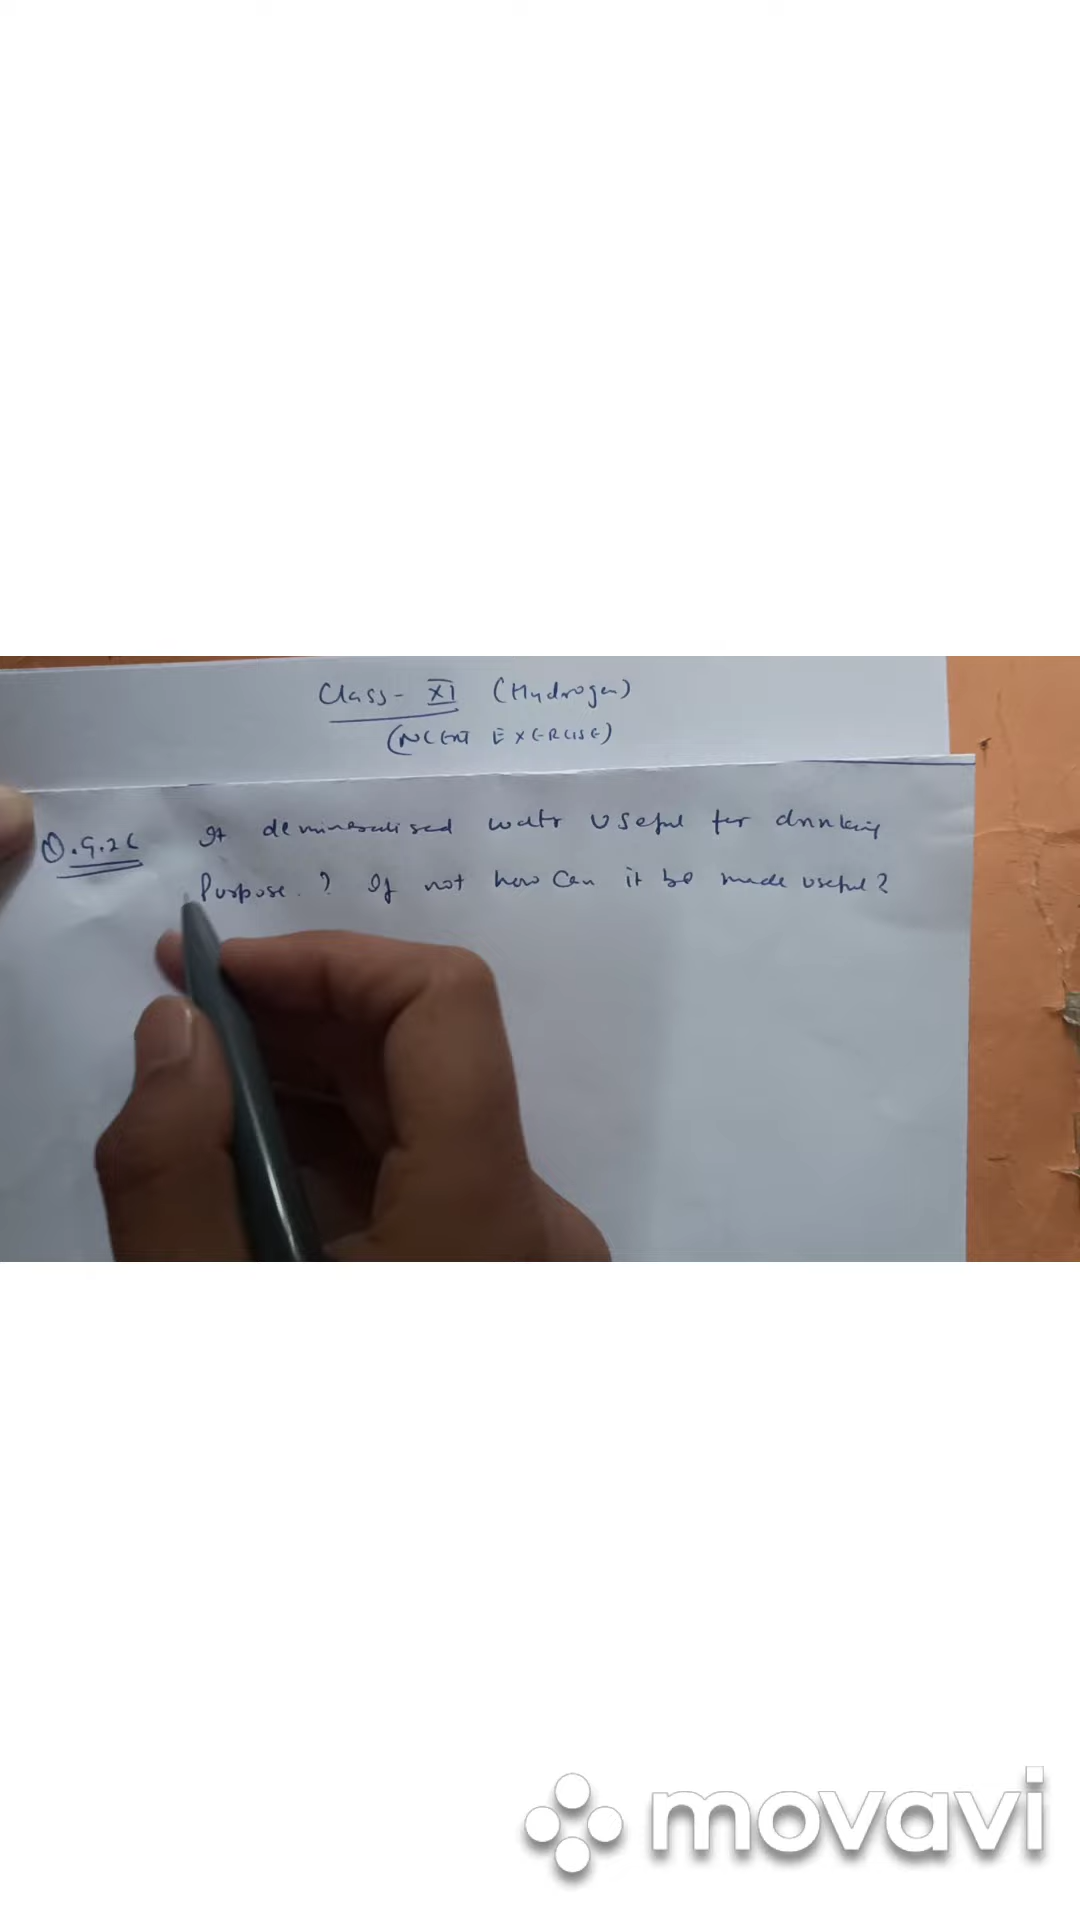 Class - XI (Hydrogen)
(NCERT EXERCISE)
Q.9.26 Is demineralised water useful for drinking
Purpose. ? If not how can it be made useful?
movavi